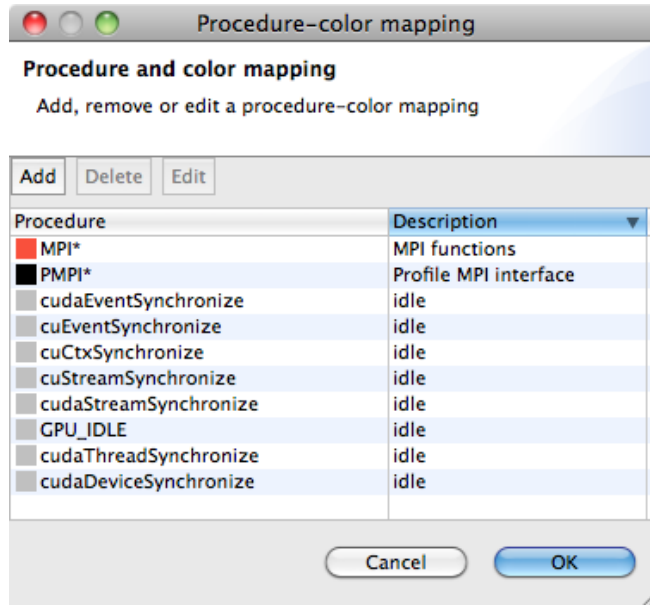 Procedure-color mapping
Procedure and color mapping
Add, remove or edit a procedure-color mapping
Add Delete Edit
Procedure Description
MPI* MPI functions
PMPI* Profile MPI interface
cudaEventSynchronize idle
cuEventSynchronize idle
cuCtxSynchronize idle
cuStreamSynchronize idle
cudaStreamSynchronize idle
GPU_IDLE idle
cudaThreadSynchronize idle
cudaDeviceSynchronize idle
Cancel OK